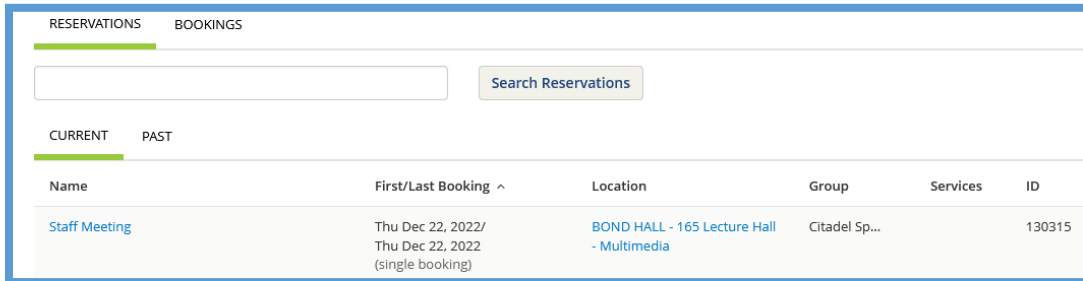 RESERVATIONS BOOKINGS
Search Reservations
CURRENT PAST
Name First/Last Booking Location Group Services ID
Staff Meeting Thu Dec 22, 2022/ BOND HALL - 165 Lecture Hall Citadel Sp... 130315
Thu Dec 22, 2022 - Multimedia
(single booking)